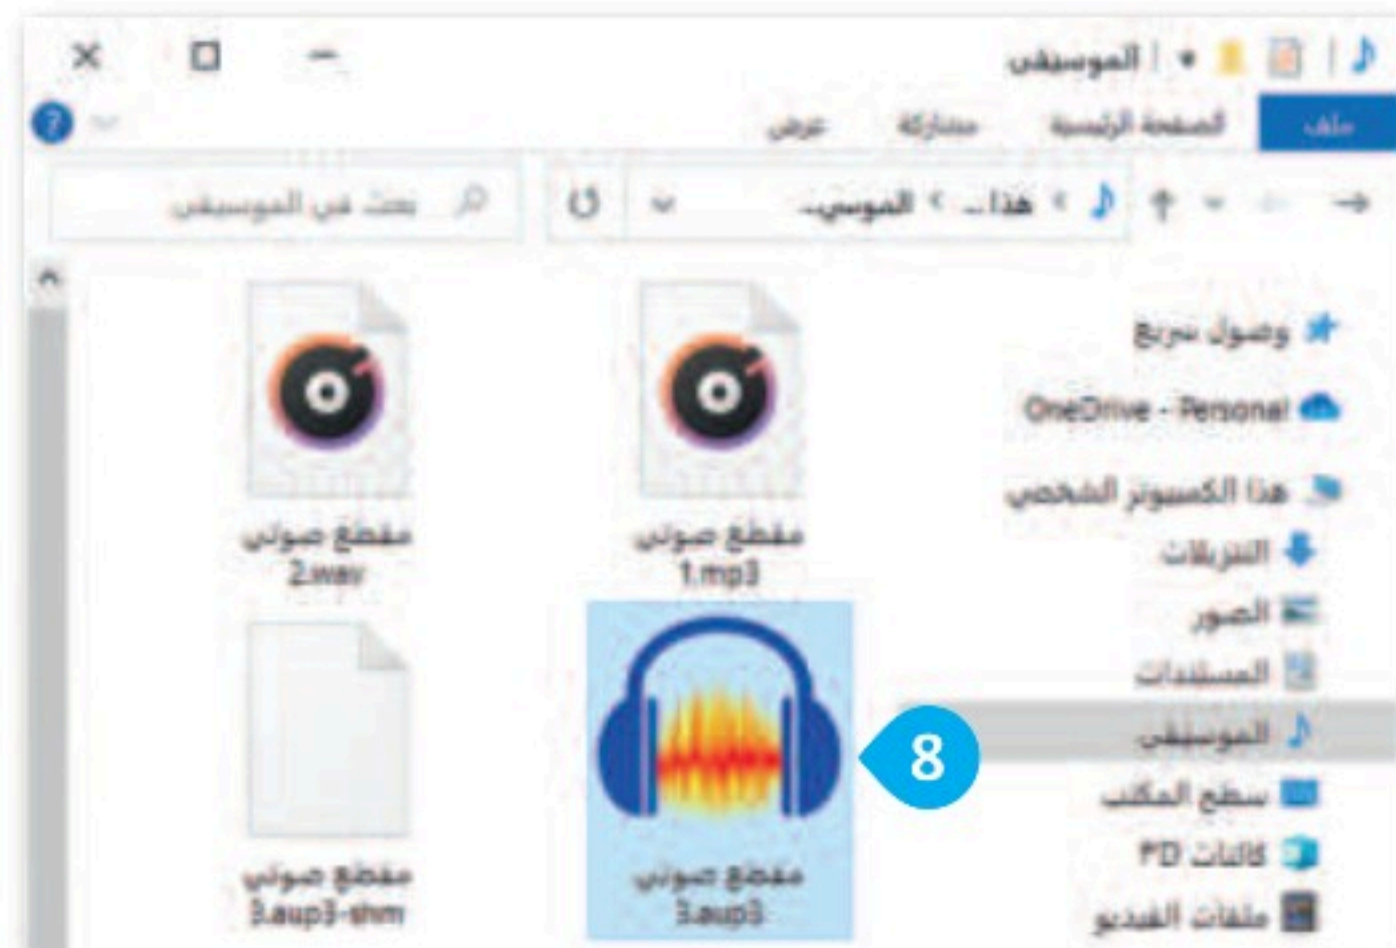 الموسيقى
ملف الصفحة الرئيسية مشاركة عرض
هذا... الموسي...
بحث في الموسيقى
وصول سريع
OneDrive - Personal
هذا الكمبيوتر الشخصي
التنزيلات
الصور
المستندات
الموسيقى
سطح المكتب
كائنات 3D
ملفات الفيديو
مقطع صوتي
1.mp3
مقطع صوتي
2.wav
مقطع صوتي
3.aup3
مقطع صوتي
3.aup3-shm
8